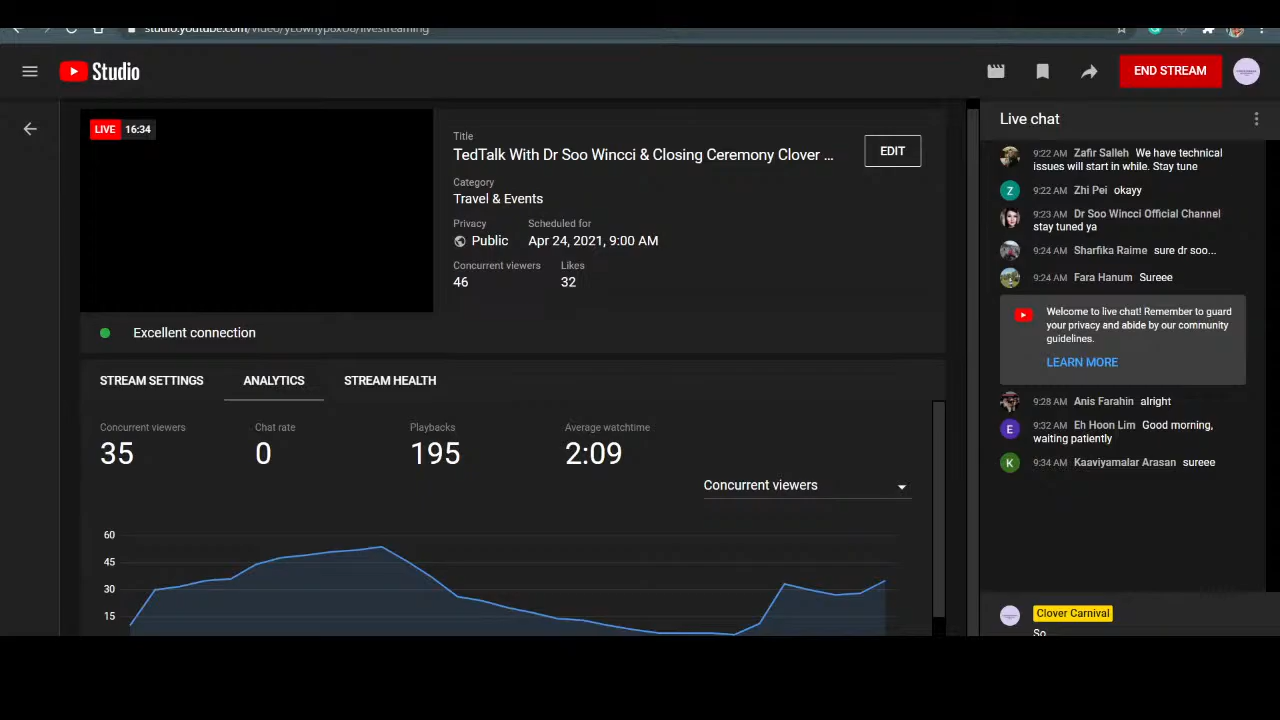 Studio
END STREAM
LIVE 16:34
Title
TedTalk With Dr Soo Wincci & Closing Ceremony Clover ...
EDIT
Category
Travel & Events
Privacy
Scheduled for
Public
Apr 24, 2021, 9:00 AM
Concurrent viewers
Likes
46
32
Excellent connection
STREAM SETTINGS
ANALYTICS
STREAM HEALTH
Concurrent viewers
Chat rate
Playbacks
Average watchtime
35
0
195
2:09
Concurrent viewers
60
45
30
15
Live chat
9:22 AM Zafir Salleh We have technical
issues will start in while. Stay tune
Z
9:22 AM Zhi Pei okayy
9:23 AM Dr Soo Wincci Official Channel
stay tuned ya
9:24 AM Sharfika Raime sure dr soo...
9:24 AM Fara Hanum Sureee
Welcome to live chat! Remember to guard
your privacy and abide by our community
guidelines.
LEARN MORE
9:28 AM Anis Farahin alright
E
9:32 AM Eh Hoon Lim Good morning,
waiting patiently
K
9:34 AM Kaaviyamalar Arasan sureee
Clover Carnival
So